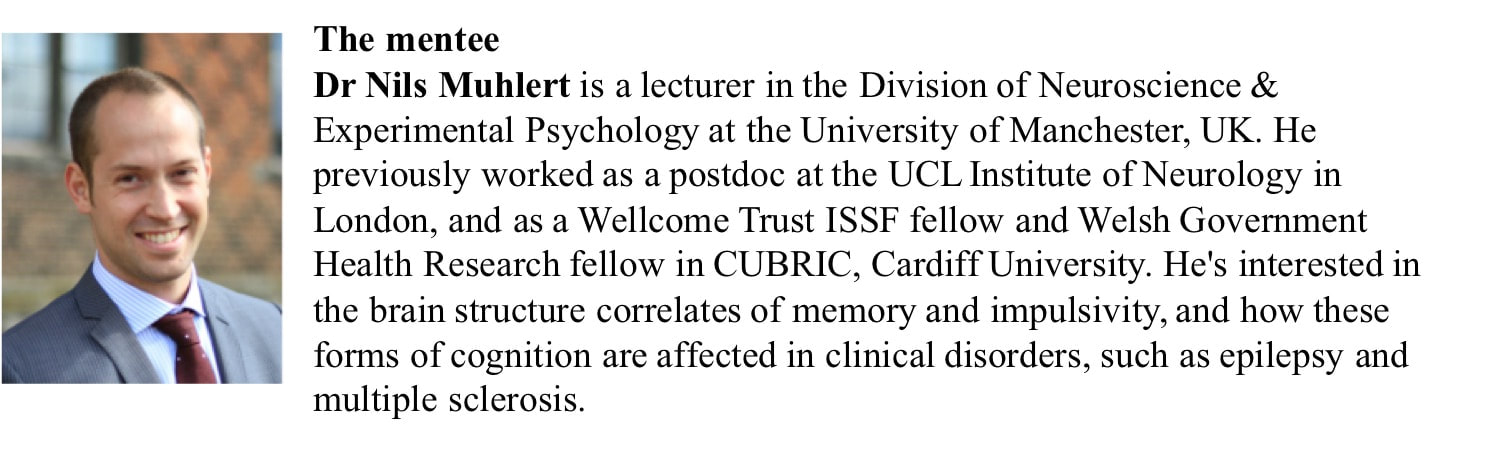 The mentee
Dr Nils Muhlert is a lecturer in the Division of Neuroscience &
Experimental Psychology at the University of Manchester, UK. He
previously worked as a postdoc at the UCL Institute of Neurology in
London, and as a Wellcome Trust ISSF fellow and Welsh Government
Health Research fellow in CUBRIC, Cardiff University. He's interested in
the brain structure correlates of memory and impulsivity, and how these
forms of cognition are affected in clinical disorders, such as epilepsy and
multiple sclerosis.